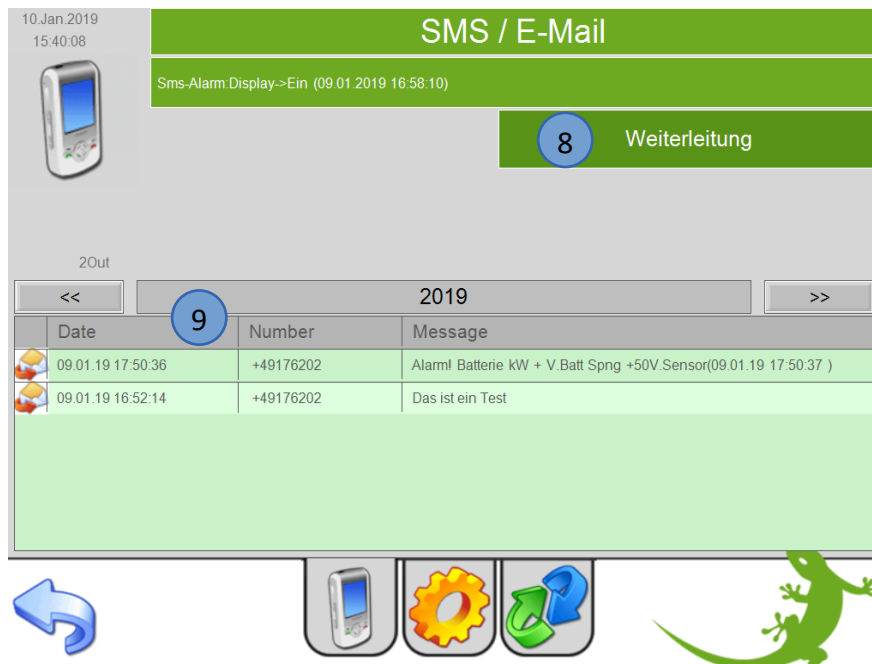 10.Jan.2019
15:40:08
SMS / E-Mail
Sms-Alarm:Display->Ein (09.01.2019 16:58:10)
8 Weiterleitung
2Out
<< 2019 >>
9
Date Number Message
09.01.19 17:50:36 +49176202 Alarm! Batterie kW + V.Batt Spng +50V.Sensor(09.01.19 17:50:37 )
09.01.19 16:52:14 +49176202 Das ist ein Test